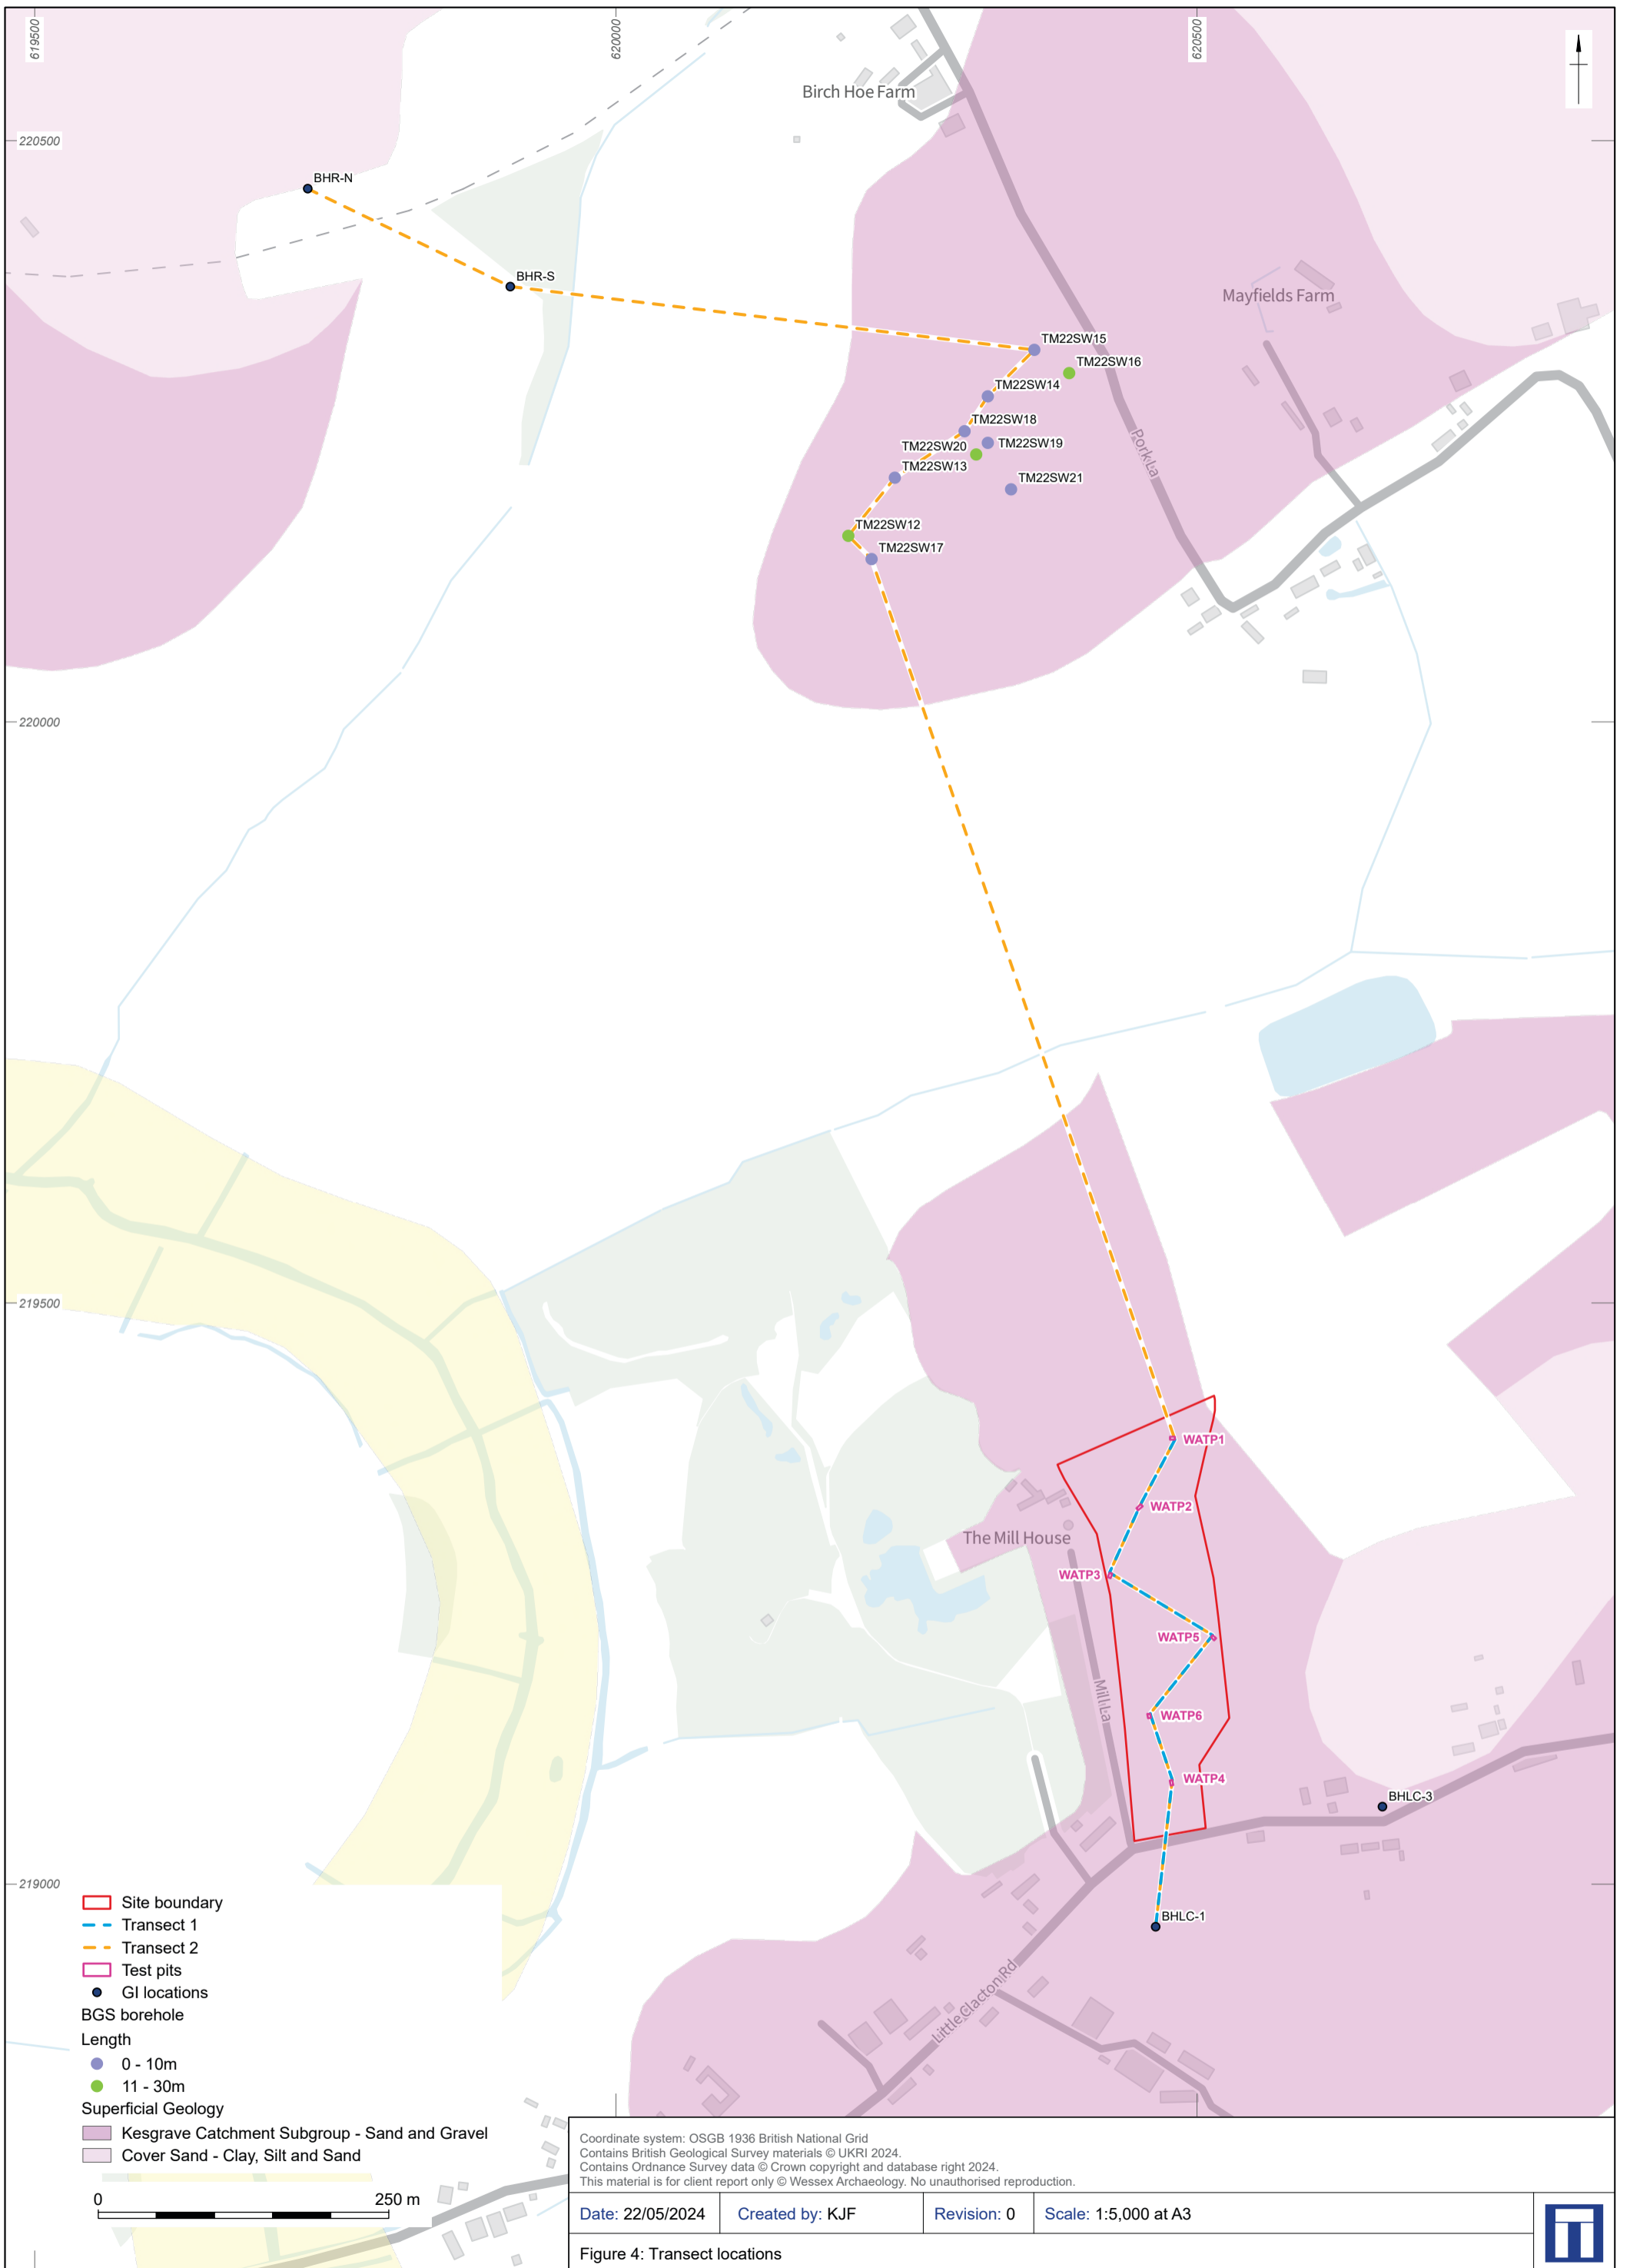 619500
620000
620500
Birch Hoe Farm
220500
BHR-N
BHR-S
Mayfields Farm
TM22SW15
TM22SW16
TM22SW14
TM22SW18
TM22SW19
TM22SW20
TM22SW13
TM22SW21
Pork La
TM22SW12
TM22SW17
220000
219500
WATP1
WATP2
The Mill House
WATP3
WATP5
Mill La
WATP6
WATP4
BHLC-3
219000
BHLC-1
Little Clacton Rd
Site boundary
Transect 1
Transect 2
Test pits
GI locations
BGS borehole
Length
0 - 10m
11 - 30m
Superficial Geology
Kesgrave Catchment Subgroup - Sand and Gravel
Cover Sand - Clay, Silt and Sand
0 250 m
Coordinate system: OSGB 1936 British National Grid
Contains British Geological Survey materials © UKRI 2024.
Contains Ordnance Survey data © Crown copyright and database right 2024.
This material is for client report only © Wessex Archaeology. No unauthorised reproduction.
Date: 22/05/2024 Created by: KJF Revision: 0 Scale: 1:5,000 at A3
Figure 4: Transect locations